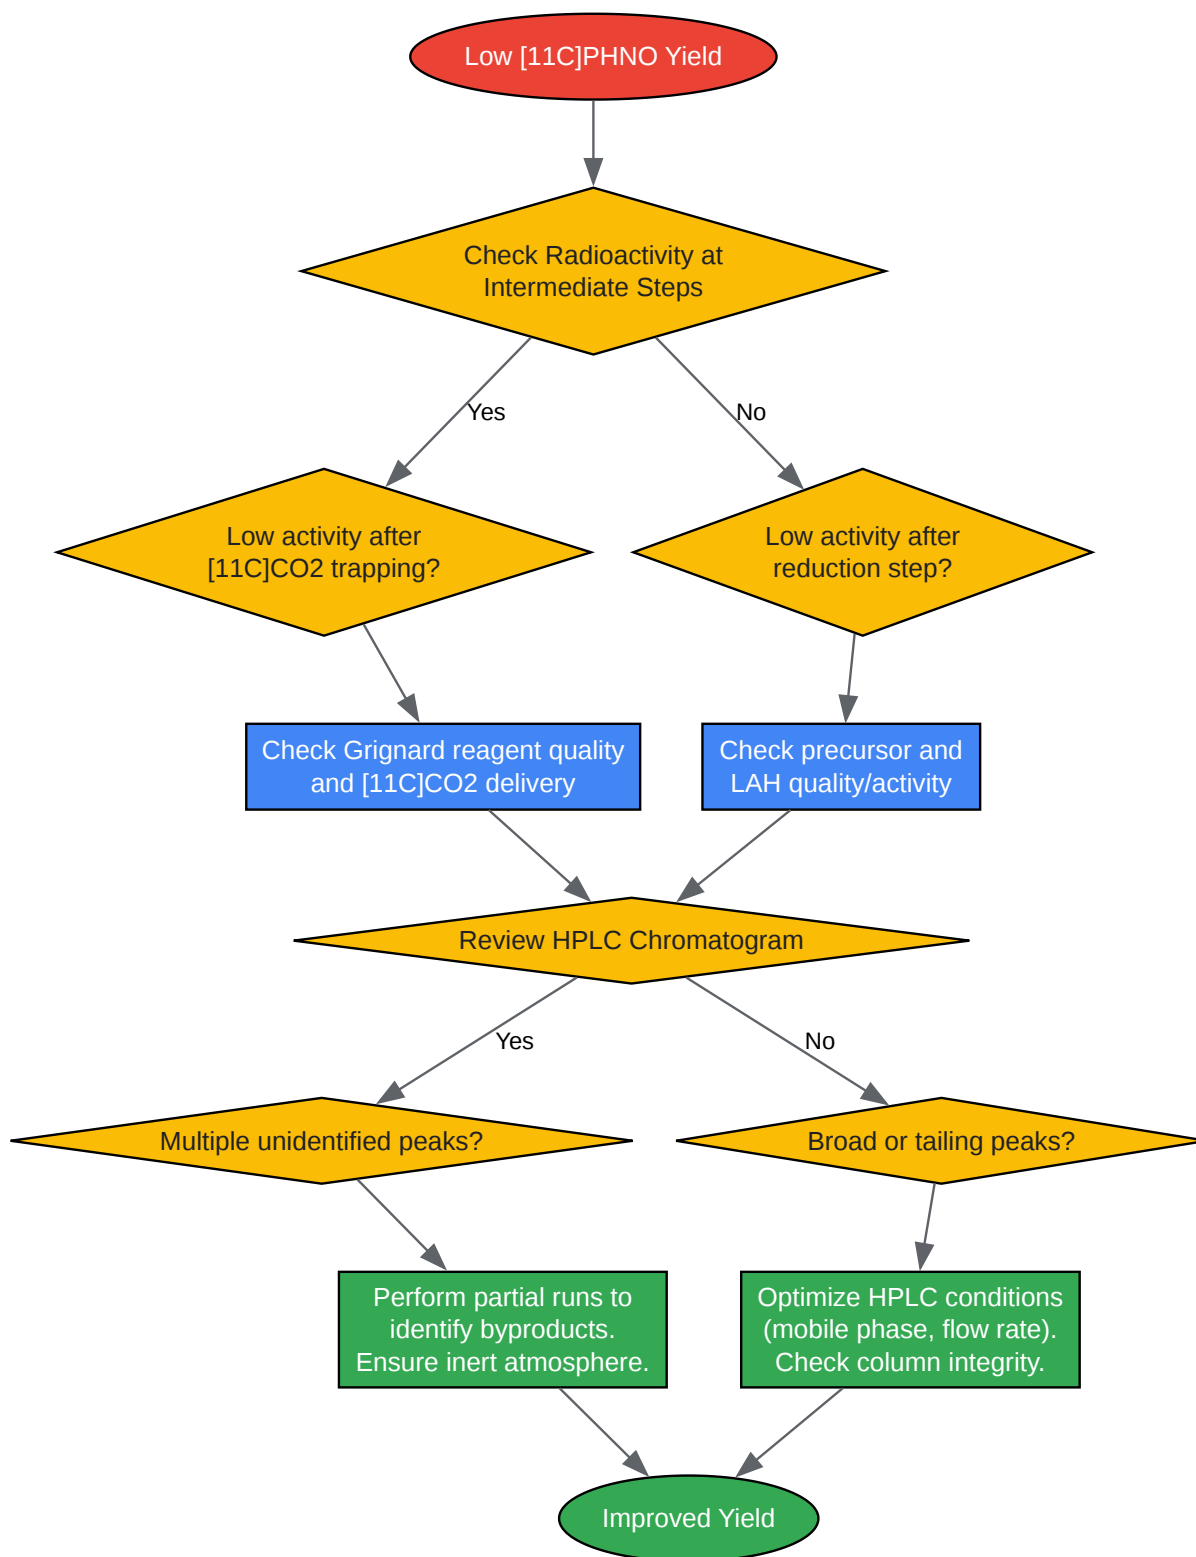 Low [11C]PHNO Yield
Check Radioactivity at
Intermediate Steps
Yes
No
Low activity after
[11C]CO2 trapping?
Low activity after
reduction step?
Check Grignard reagent quality
and [11C]CO2 delivery
Check precursor and
LAH quality/activity
Review HPLC Chromatogram
Yes
No
Multiple unidentified peaks?
Broad or tailing peaks?
Perform partial runs to
identify byproducts.
Ensure inert atmosphere.
Optimize HPLC conditions
(mobile phase, flow rate).
Check column integrity.
Improved Yield